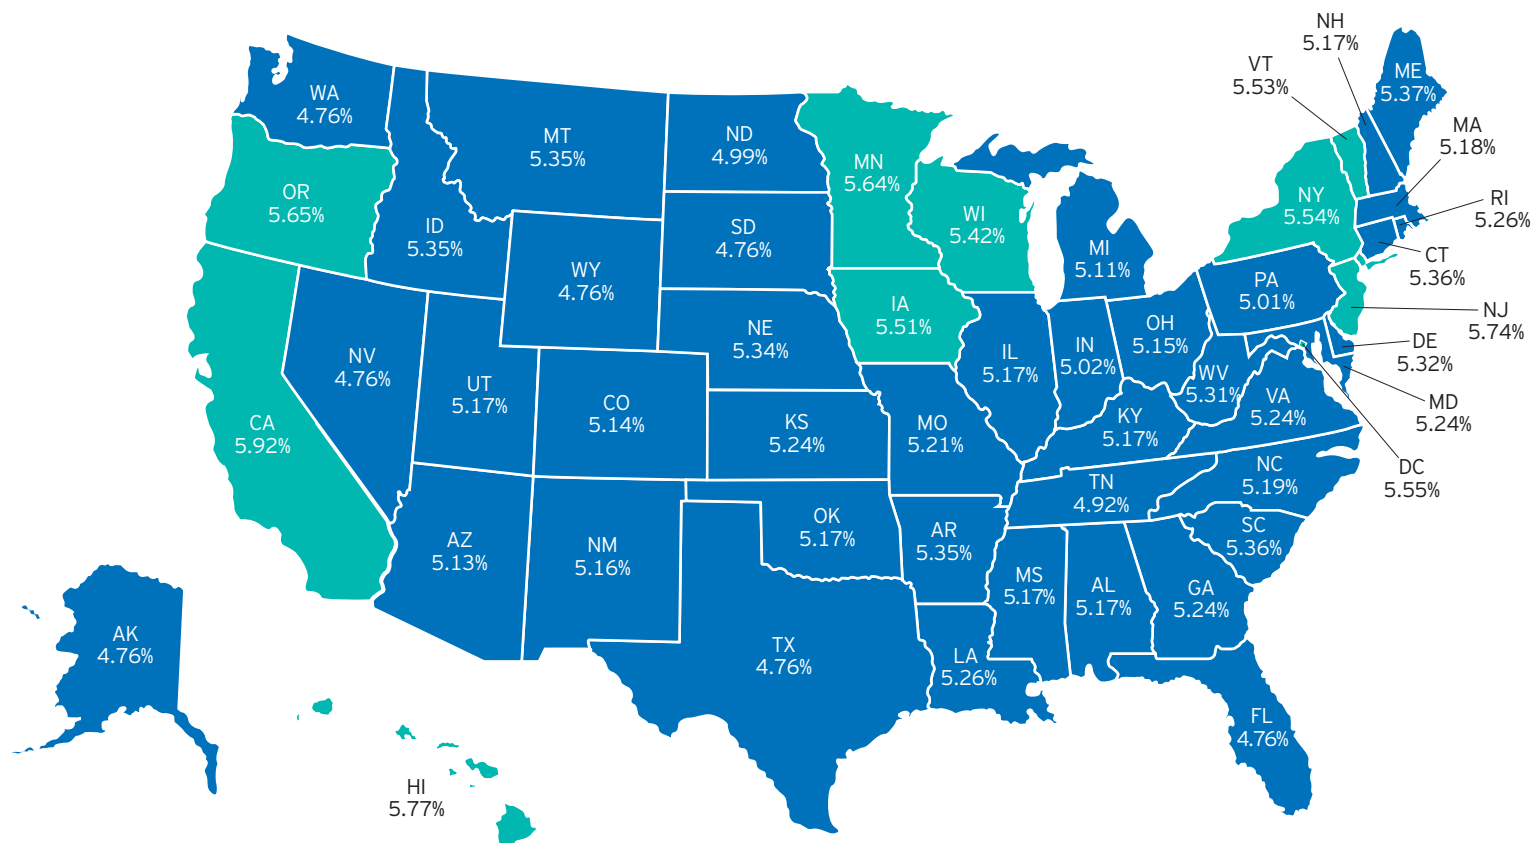 NH
5.17%
VT
5.53%
ME
5.37%
WA
4.76%
MA
5.18%
MT
5.35%
ND
4.99%
MN
5.64%
OR
5.65%
NY
5.54%
RI
5.26%
ID
5.35%
SD
4.76%
WI
5.42%
MI
5.11%
CT
5.36%
WY
4.76%
PA
5.01%
IA
5.51%
NJ
5.74%
NE
5.34%
OH
5.15%
DE
5.32%
NV
4.76%
IL
5.17%
IN
5.02%
UT
5.17%
WV
5.31%
VA
5.24%
MD
5.24%
CO
5.14%
CA
5.92%
KS
5.24%
MO
5.21%
KY
5.17%
NC
5.19%
DC
5.55%
TN
4.92%
OK
5.17%
SC
5.36%
AZ
5.13%
NM
5.16%
AR
5.35%
MS
5.17%
AL
5.17%
GA
5.24%
AK
4.76%
TX
4.76%
LA
5.26%
FL
4.76%
HI
5.77%